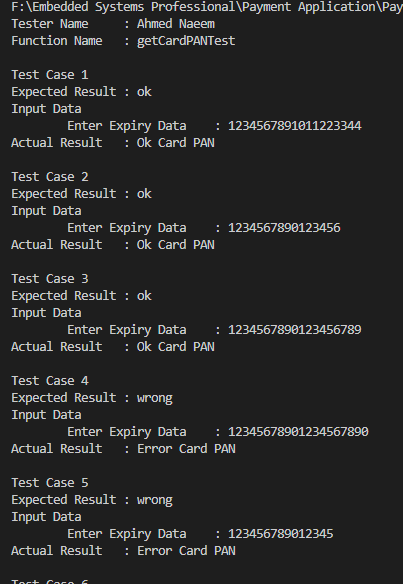 F:\Embedded Systems Professional\Payment Application\Pay
Tester Name : Ahmed Naeem
Function Name : getCardPANTest
Test Case 1
Expected Result : ok
Input Data
Enter Expiry Data : 1234567891011223344
Actual Result : Ok Card PAN
Test Case 2
Expected Result : ok
Input Data
Enter Expiry Data : 1234567890123456
Actual Result : Ok Card PAN
Test Case 3
Expected Result : ok
Input Data
Enter Expiry Data : 1234567890123456789
Actual Result : Ok Card PAN
Test Case 4
Expected Result : wrong
Input Data
Enter Expiry Data : 12345678901234567890
Actual Result : Error Card PAN
Test Case 5
Expected Result : wrong
Input Data
Enter Expiry Data : 123456789012345
Actual Result : Error Card PAN
Test Case 6